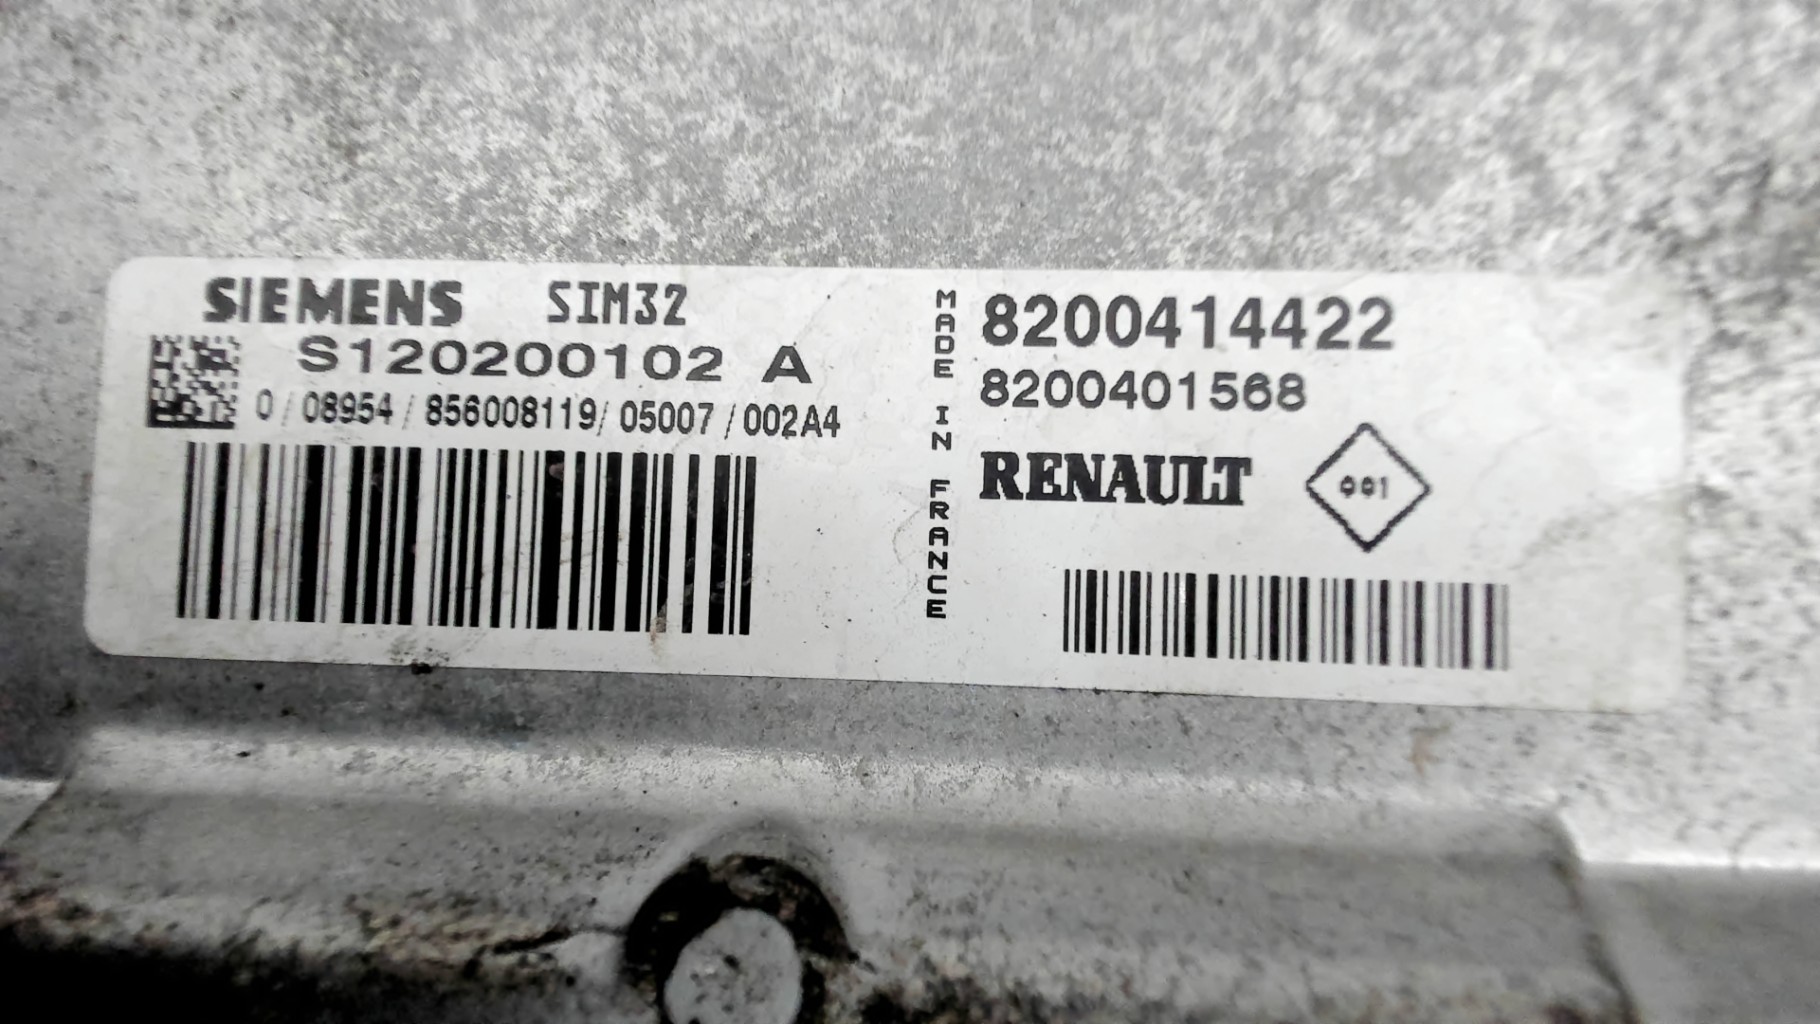 SIEMENS SIM32
S120200102 A
0/08954/856008119/05007/002A4
MADE IN FRANCE
8200414422
8200401568
RENAULT
001